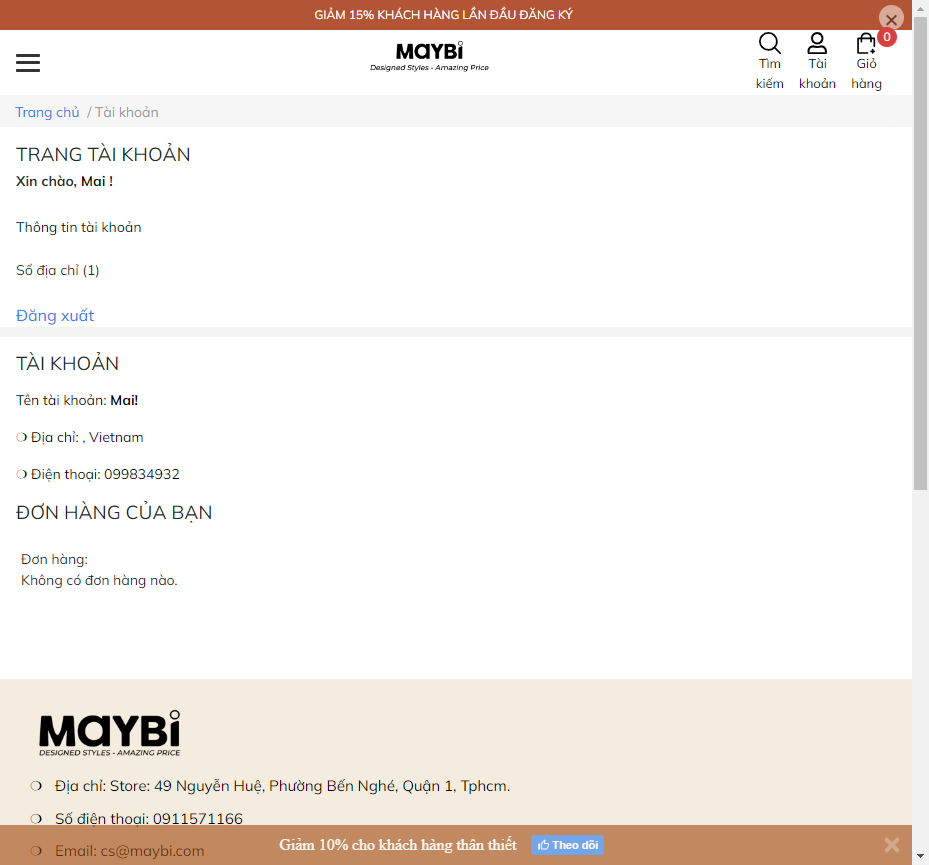 GIẢM 15% KHÁCH HÀNG LẦN ĐẦU ĐĂNG KÝ
MAYBi
Designed Styles - Amazing Price
Tìm kiếm
Tài khoản
Giỏ hàng
0
Trang chủ / Tài khoản
TRANG TÀI KHOẢN
Xin chào, Mai !
Thông tin tài khoản
Sổ địa chỉ (1)
Đăng xuất
TÀI KHOẢN
Tên tài khoản: Mai!
Địa chỉ: , Vietnam
Điện thoại: 099834932
ĐƠN HÀNG CỦA BẠN
Đơn hàng:
Không có đơn hàng nào.
MAYBi
DESIGNED STYLES - AMAZING PRICE
Địa chỉ: Store: 49 Nguyễn Huệ, Phường Bến Nghé, Quận 1, Tphcm.
Số điện thoại: 0911571166
Giảm 10% cho khách hàng thân thiết
Theo dõi
Email: cs@maybi.com